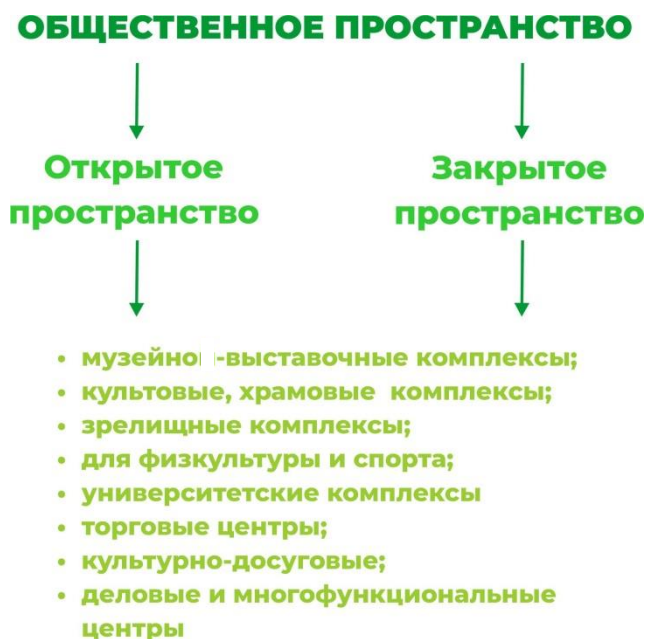 ОБЩЕСТВЕННОЕ ПРОСТРАНСТВО
Открытое
пространство
Закрытое
пространство
• музейно-выставочные комплексы;
• культовые, храмовые комплексы;
• зрелищные комплексы;
• для физкультуры и спорта;
• университетские комплексы
• торговые центры;
• культурно-досуговые;
• деловые и многофункциональные
центры